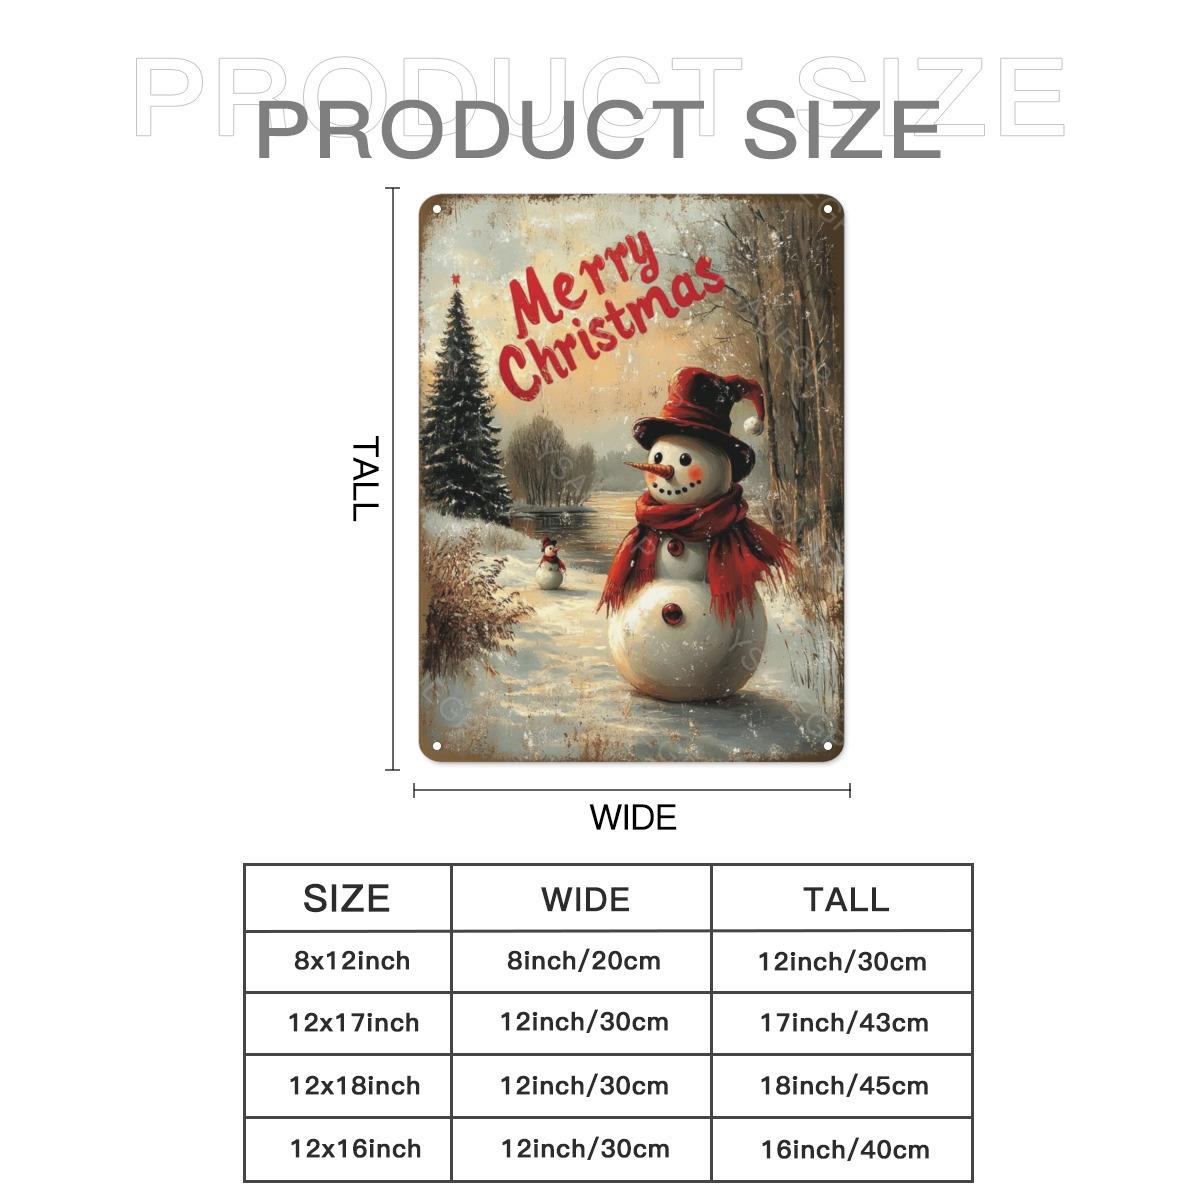 PRODUCT SIZE
PRODUCT SIZE
Merry
Christmas
TALL
WIDE
SIZE WIDE TALL
8x12inch 8inch/20cm 12inch/30cm
12x17inch 12inch/30cm 17inch/43cm
12x18inch 12inch/30cm 18inch/45cm
12x16inch 12inch/30cm 16inch/40cm